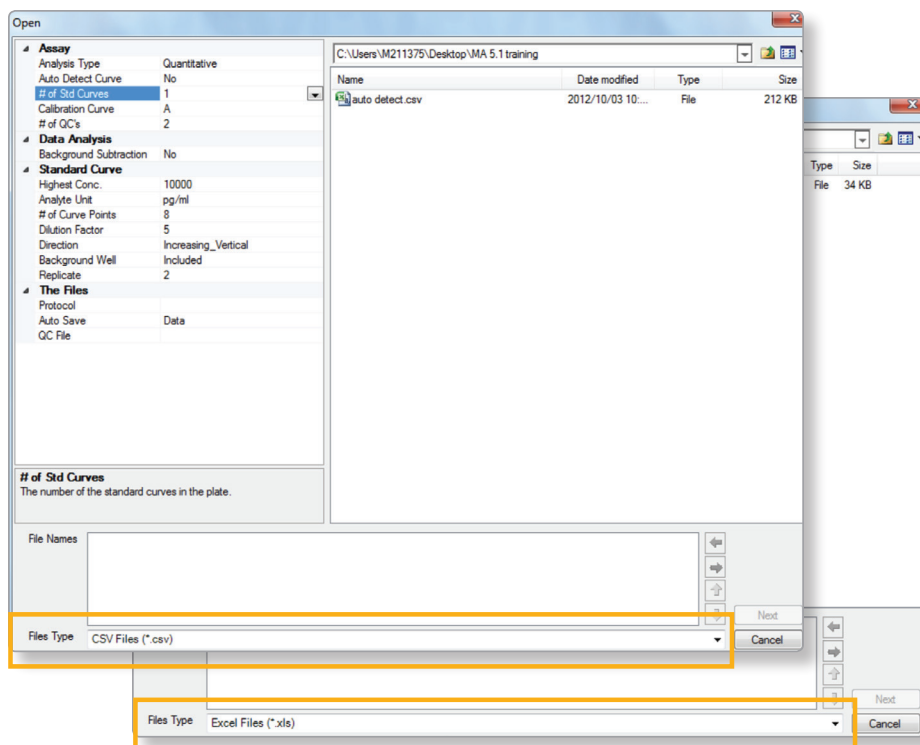 Open
Assay
Analysis Type Quantitative
Auto Detect Curve No
# of Std Curves 1
Calibration Curve A
# of QC's 2
Data Analysis
Background Subtraction No
Standard Curve
Highest Conc. 10000
Analyte Unit pg/ml
# of Curve Points 8
Dilution Factor 5
Direction Increasing_Vertical
Background Well Included
Replicate 2
The Files
Protocol
Auto Save Data
QC File
# of Std Curves
The number of the standard curves in the plate.
C:\Users\M211375\Desktop\MA 5.1 training
Name Date modified Type Size
auto detect.csv 2012/10/03 10:... File 212 KB
File Names
Next
Files Type CSV Files (*.csv)
Cancel
Type Size
File 34 KB
Next
Files Type Excel Files (*.xls)
Cancel